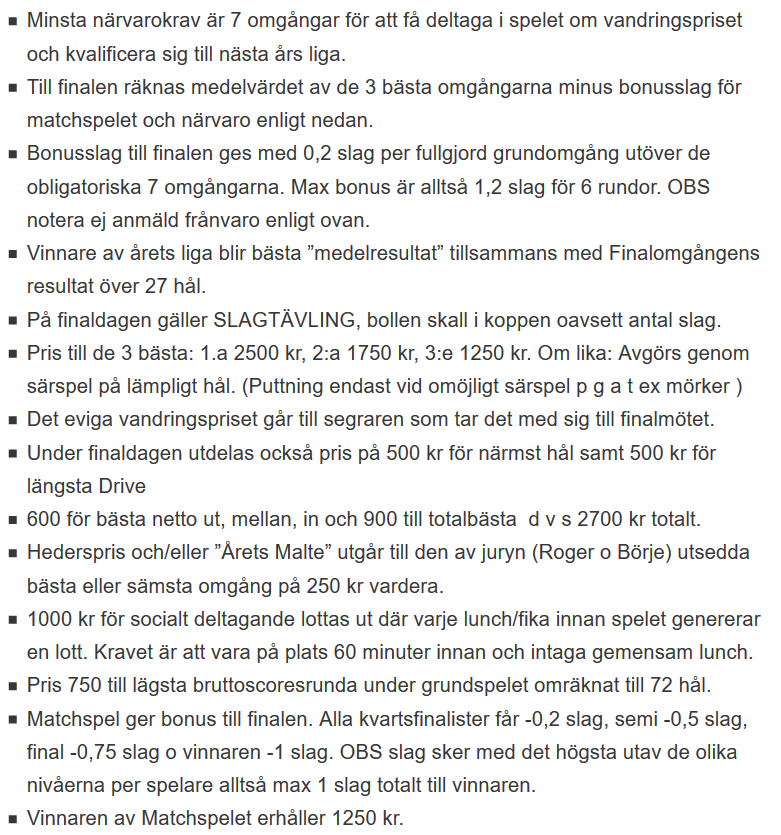 ▪ Minsta närvarokrav är 7 omgångar för att få deltaga i spelet om vandringspriset
och kvalificera sig till nästa års liga.
▪ Till finalen räknas medelvärdet av de 3 bästa omgångarna minus bonusslag för
matchspelet och närvaro enligt nedan.
▪ Bonusslag till finalen ges med 0,2 slag per fullgjord grundomgång utöver de
obligatoriska 7 omgångarna. Max bonus är alltså 1,2 slag för 6 rundor. OBS
notera ej anmäld frånvaro enligt ovan.
▪ Vinnare av årets liga blir bästa ”medelresultat” tillsammans med Finalomgångens
resultat över 27 hål.
▪ På finaldagen gäller SLAGTÄVLING, bollen skall i koppen oavsett antal slag.
▪ Pris till de 3 bästa: 1.a 2500 kr, 2:a 1750 kr, 3:e 1250 kr. Om lika: Avgörs genom
särspel på lämpligt hål. (Puttning endast vid omöjligt särspel p g a t ex mörker )
▪ Det eviga vandringspriset går till segraren som tar det med sig till finalmötet.
▪ Under finaldagen utdelas också pris på 500 kr för närmst hål samt 500 kr för
längsta Drive
▪ 600 för bästa netto ut, mellan, in och 900 till totalbästa  d v s 2700 kr totalt.
▪ Hederspris och/eller ”Årets Malte” utgår till den av juryn (Roger o Börje) utsedda
bästa eller sämsta omgång på 250 kr vardera.
▪ 1000 kr för socialt deltagande lottas ut där varje lunch/fika innan spelet genererar
en lott. Kravet är att vara på plats 60 minuter innan och intaga gemensam lunch.
▪ Pris 750 till lägsta bruttoscoresrunda under grundspelet omräknat till 72 hål.
▪ Matchspel ger bonus till finalen. Alla kvartsfinalister får -0,2 slag, semi -0,5 slag,
final -0,75 slag o vinnaren -1 slag. OBS slag sker med det högsta utav de olika
nivåerna per spelare alltså max 1 slag totalt till vinnaren.
▪ Vinnaren av Matchspelet erhåller 1250 kr.